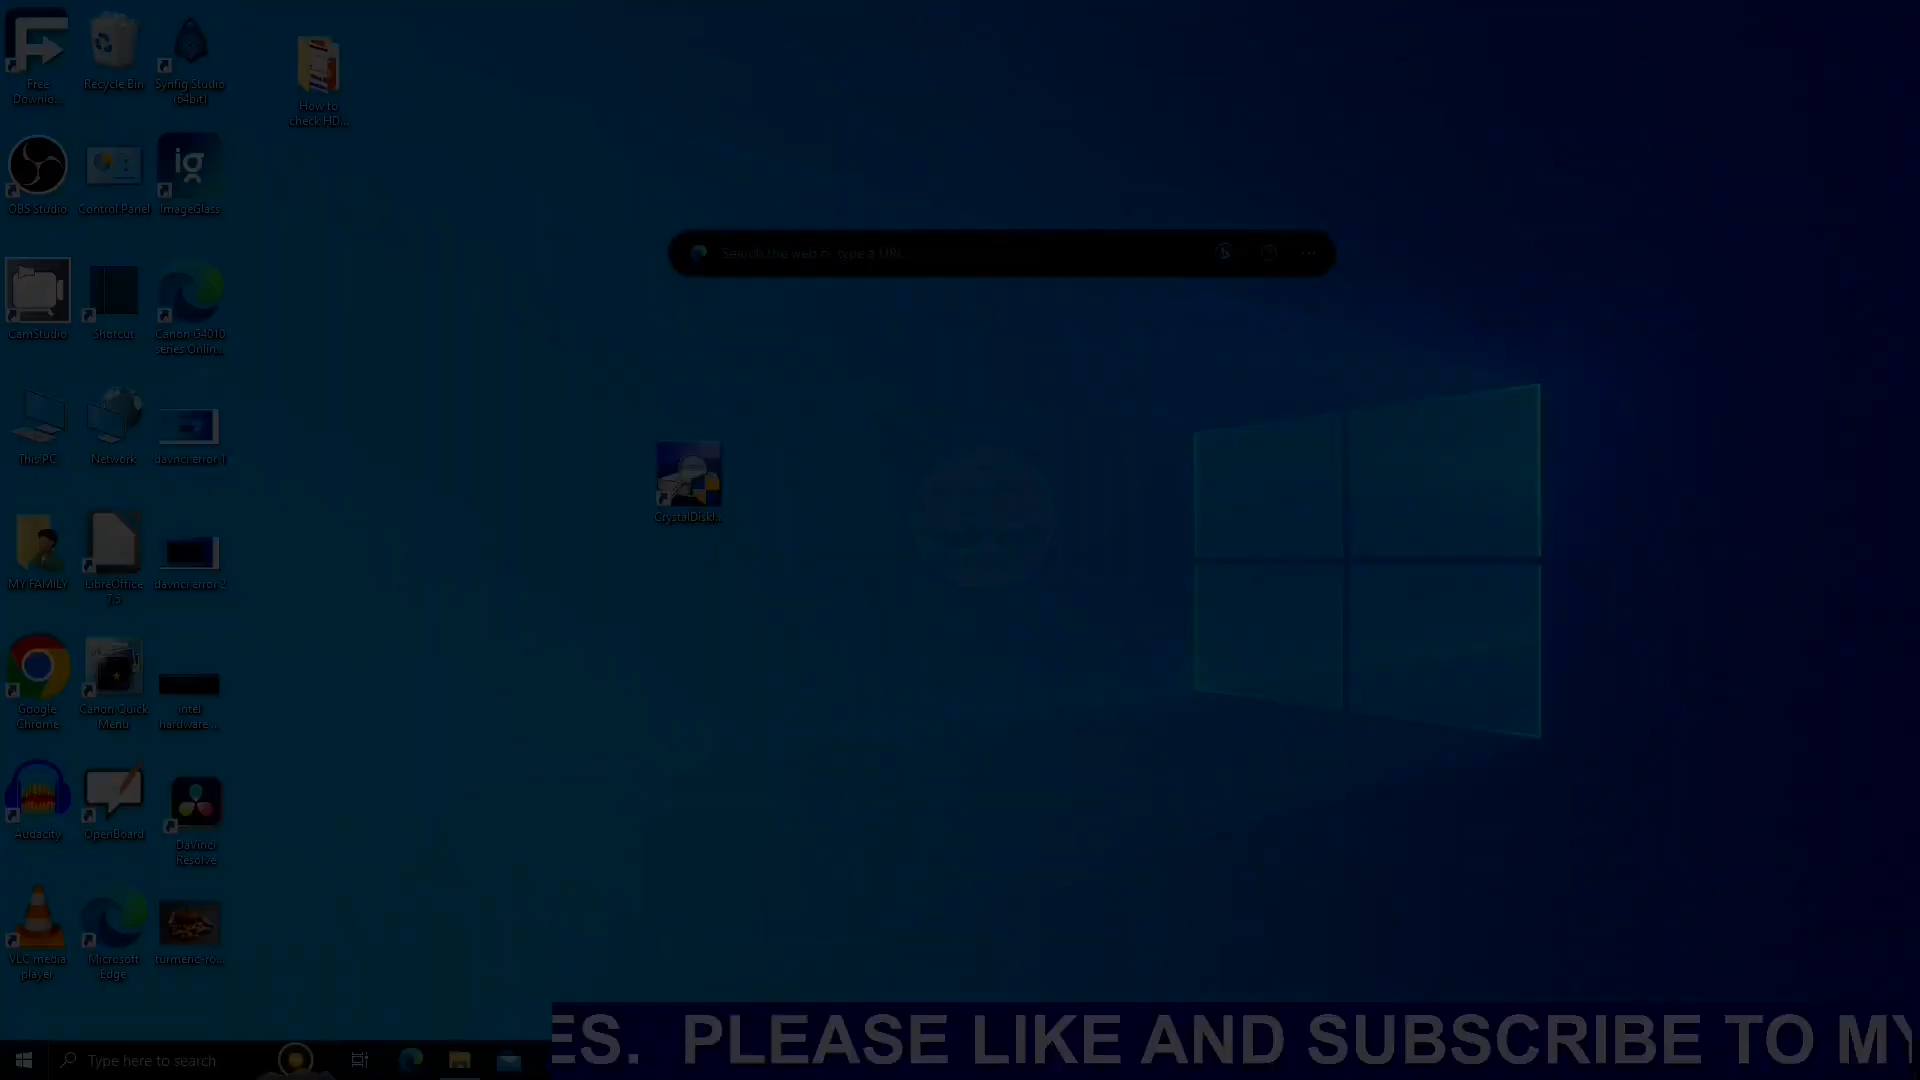 Free
Downlo...
Recycle Bin
Synfig Studio
(64bit)
How to
check HD...
OBS Studio
Control Panel
ig
ImageGlass
Search the web or type a URL
CamStudio
Shotcut
Canon G4010
series Onlin...
This PC
Network
davnci error 1
CrystalDiskI...
MY FAMILY
LibreOffice
7.5
davnci error 2
Google
Chrome
Canon Quick
Menu
intel
hardware ...
Audacity
OpenBoard
DaVinci
Resolve
VLC media
player
Microsoft
Edge
turmeric-ro...
ES. PLEASE LIKE AND SUBSCRIBE TO MY
Type here to search